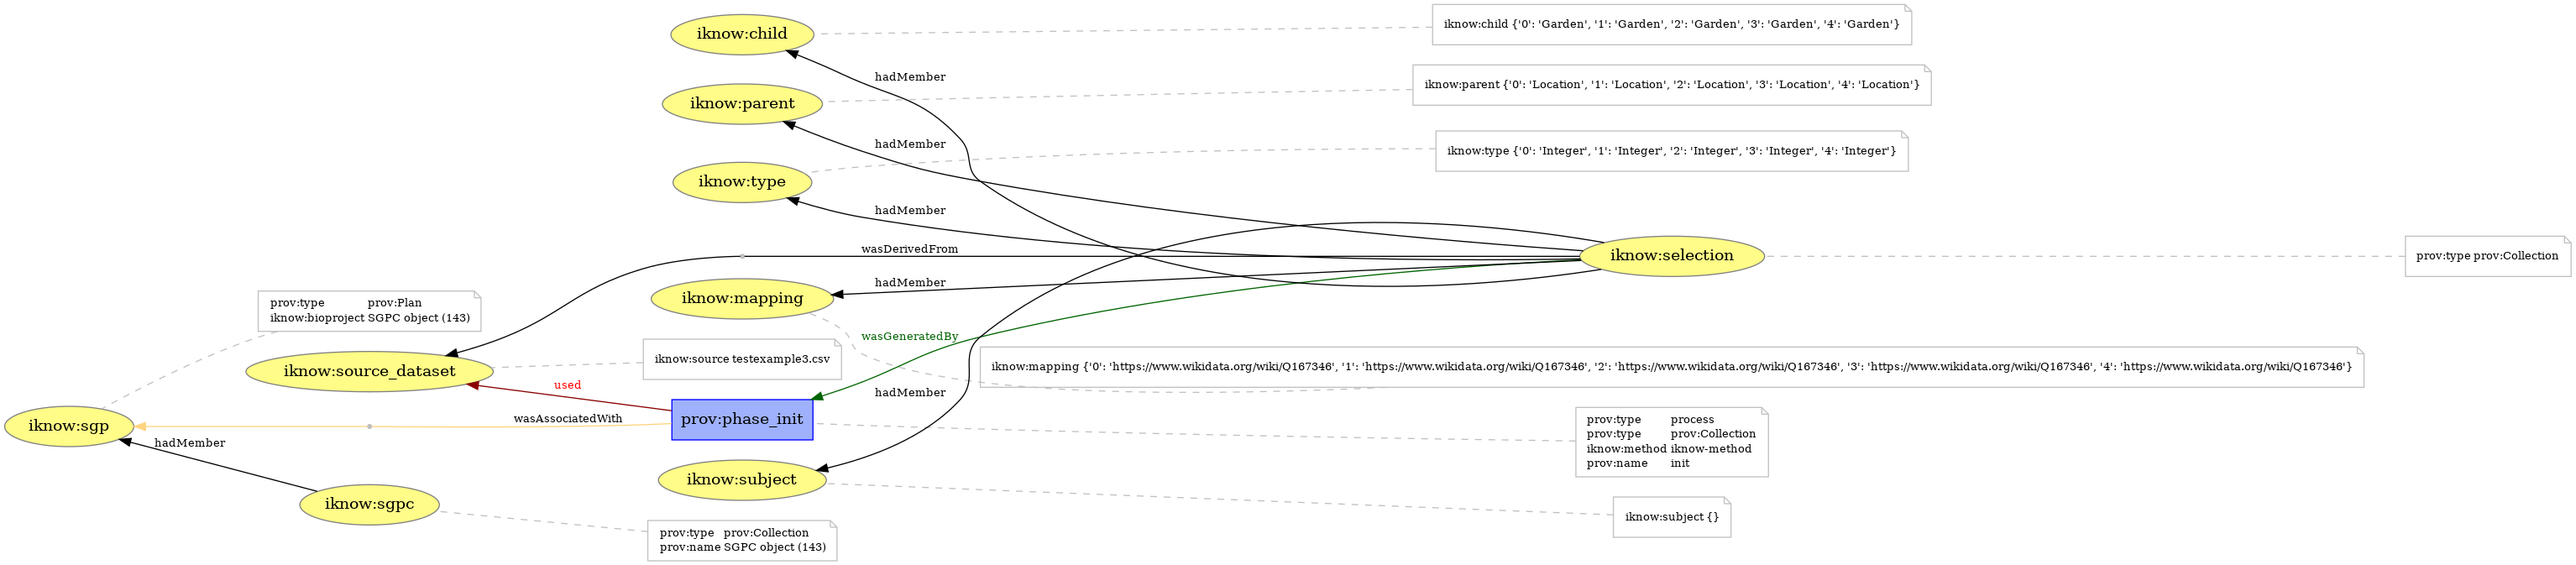 iknow:child
iknow:child {'0': 'Garden', '1': 'Garden', '2': 'Garden', '3': 'Garden', '4': 'Garden'}
hadMember
iknow:parent
iknow:parent {'0': 'Location', '1': 'Location', '2': 'Location', '3': 'Location', '4': 'Location'}
hadMember
iknow:type
iknow:type {'0': 'Integer', '1': 'Integer', '2': 'Integer', '3': 'Integer', '4': 'Integer'}
hadMember
wasDerivedFrom
iknow:selection
prov:type prov:Collection
hadMember
iknow:mapping
prov:type prov:Plan
iknow:bioproject SGPC object (143)
wasGeneratedBy
iknow:source testexample3.csv
iknow:mapping {'0': 'https://www.wikidata.org/wiki/Q167346', '1': 'https://www.wikidata.org/wiki/Q167346', '2': 'https://www.wikidata.org/wiki/Q167346', '3': 'https://www.wikidata.org/wiki/Q167346', '4': 'https://www.wikidata.org/wiki/Q167346'}
iknow:source_dataset
used
hadMember
wasAssociatedWith
prov:phase_init
prov:type process
prov:type prov:Collection
iknow:method iknow-method
prov:name init
iknow:sgp
hadMember
iknow:subject
iknow:subject {}
iknow:sgpc
prov:type prov:Collection
prov:name SGPC object (143)